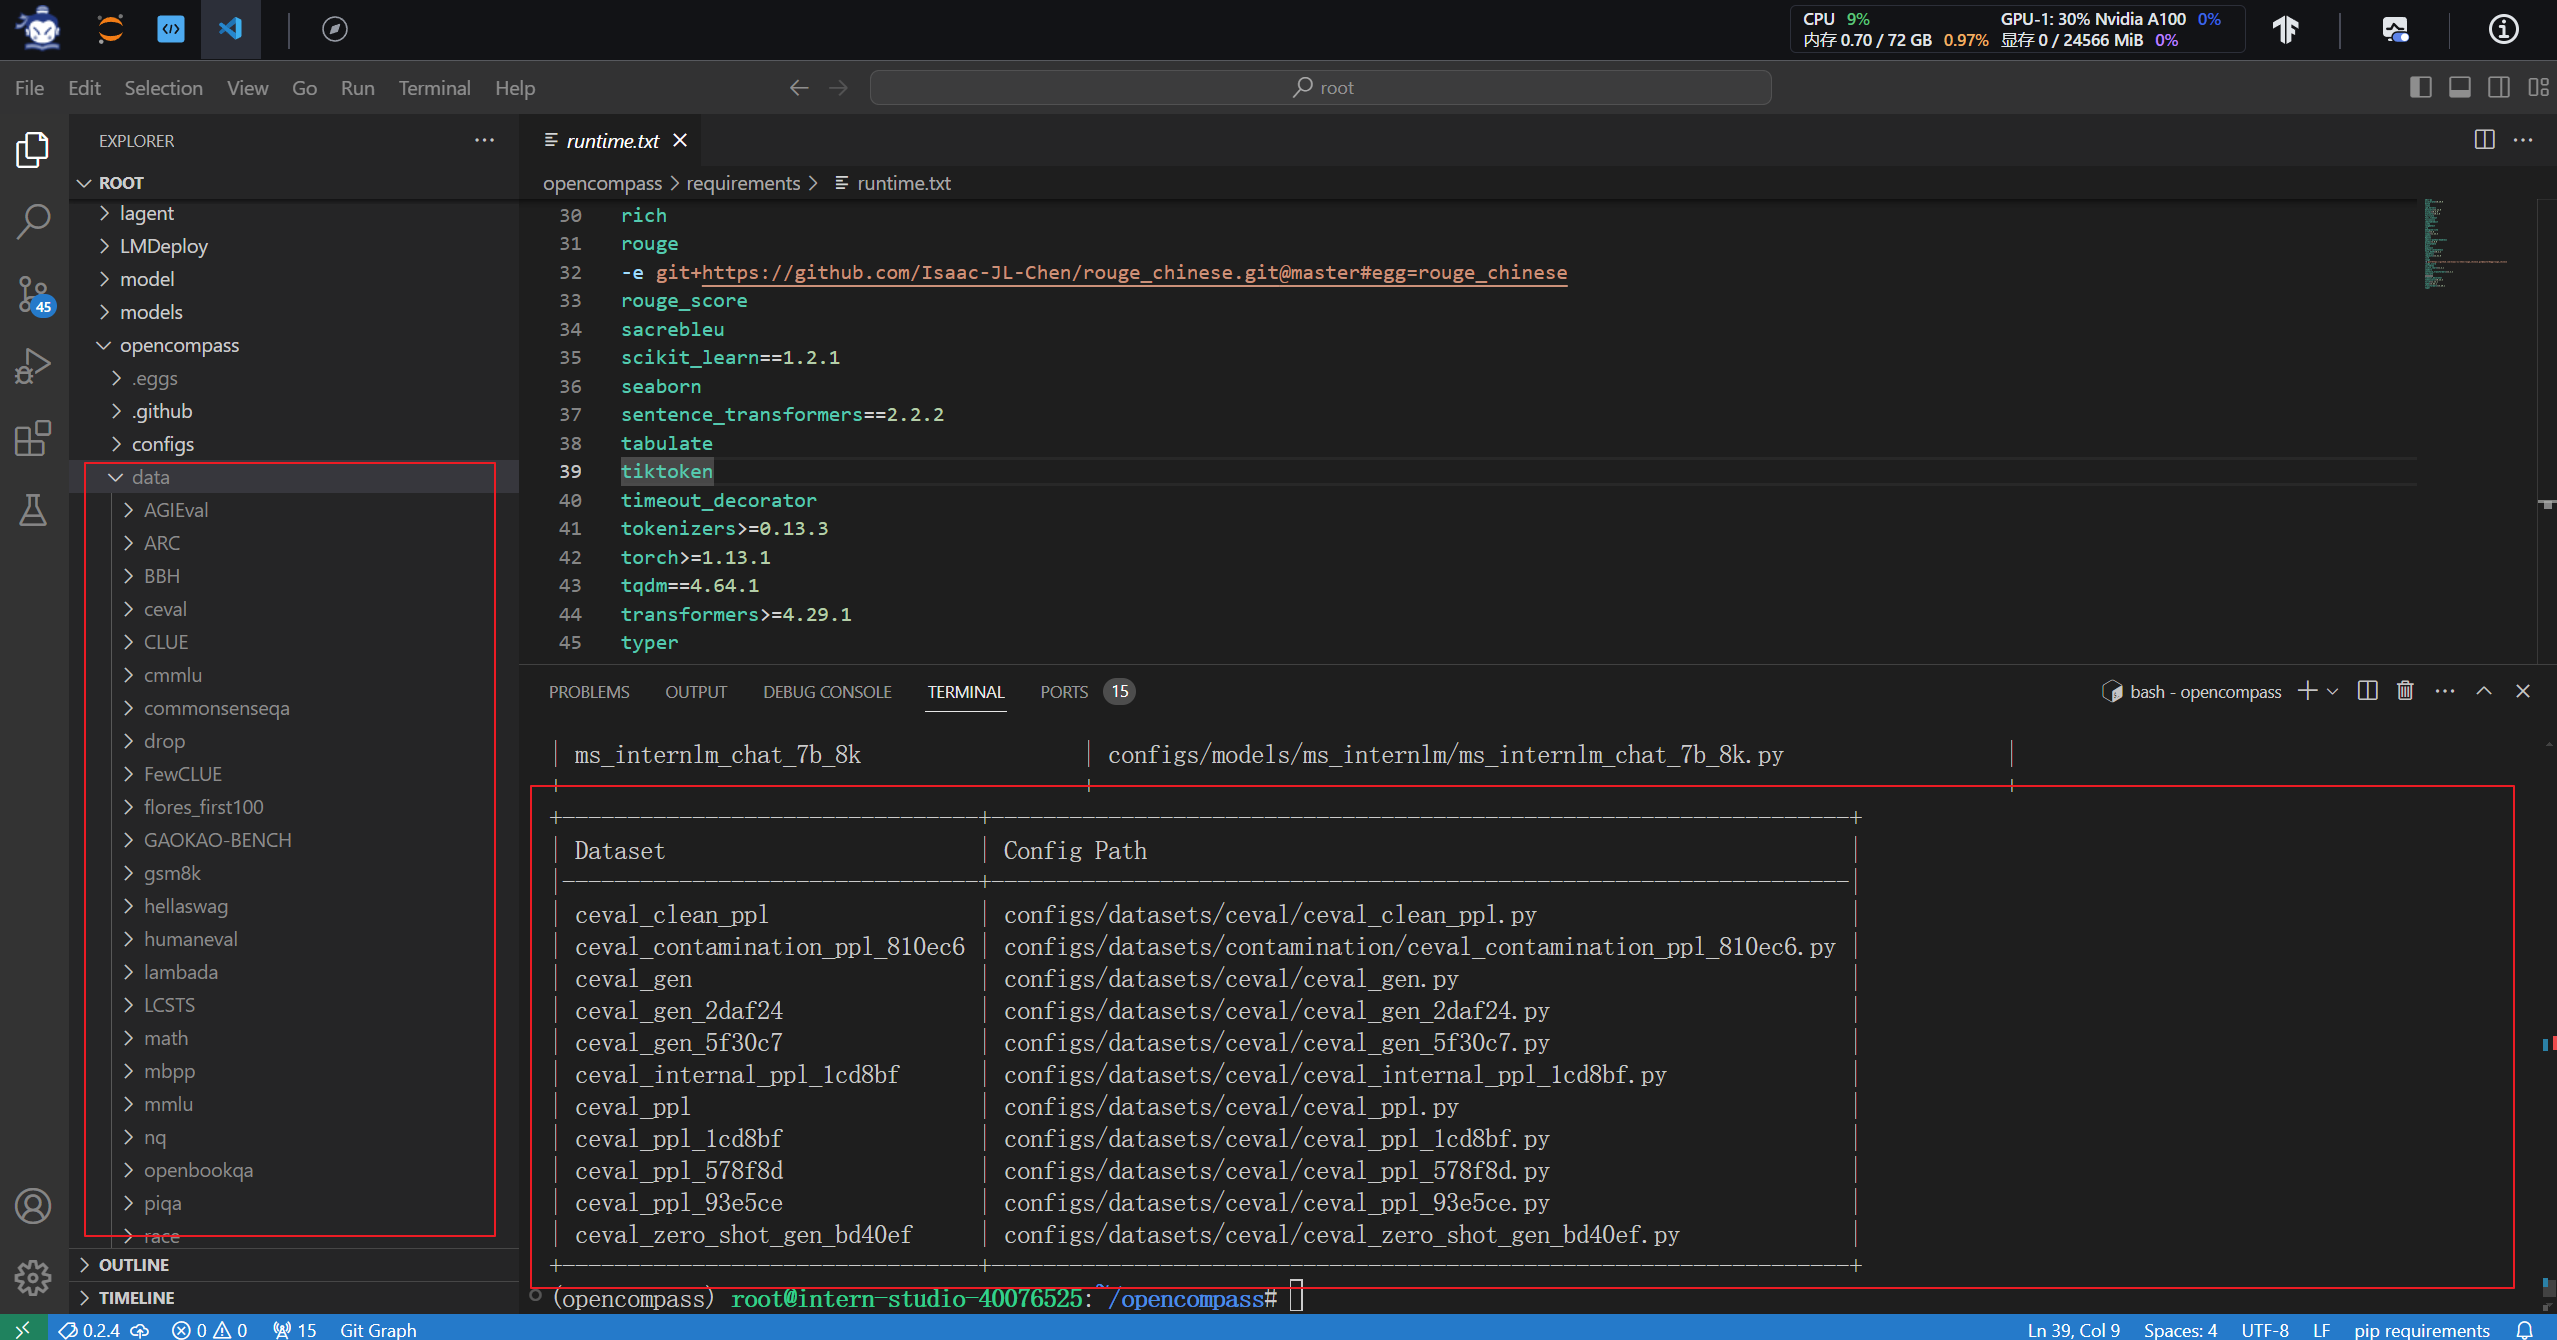 CPU 9% GPU-1: 30% Nvidia A100 0%
内存 0.70 / 72 GB 0.97% 显存 0 / 24566 MiB 0%
File Edit Selection View Go Run Terminal Help
root
EXPLORER
ROOT
lagent
LMDeploy
model
models
opencompass
.eggs
.github
configs
data
AGIEval
ARC
BBH
ceval
CLUE
cmmlu
commonsenseqa
drop
FewCLUE
flores_first100
GAOKAO-BENCH
gsm8k
hellaswag
humaneval
lambada
LCSTS
math
mbpp
mmlu
nq
openbookqa
piqa
race
OUTLINE
TIMELINE
45
runtime.txt
opencompass > requirements > runtime.txt
30 rich
31 rouge
32 -e git+https://github.com/Isaac-JL-Chen/rouge_chinese.git@master#egg=rouge_chinese
33 rouge_score
34 sacrebleu
35 scikit_learn==1.2.1
36 seaborn
37 sentence_transformers==2.2.2
38 tabulate
39 tiktoken
40 timeout_decorator
41 tokenizers>=0.13.3
42 torch>=1.13.1
43 tqdm==4.64.1
44 transformers>=4.29.1
45 typer
PROBLEMS OUTPUT DEBUG CONSOLE TERMINAL PORTS 15
bash - opencompass
| ms_internlm_chat_7b_8k | configs/models/ms_internlm/ms_internlm_chat_7b_8k.py |
| Dataset | Config Path |
| ceval_clean_ppl | configs/datasets/ceval/ceval_clean_ppl.py |
| ceval_contamination_ppl_810ec6 | configs/datasets/contamination/ceval_contamination_ppl_810ec6.py |
| ceval_gen | configs/datasets/ceval/ceval_gen.py |
| ceval_gen_2daf24 | configs/datasets/ceval/ceval_gen_2daf24.py |
| ceval_gen_5f30c7 | configs/datasets/ceval/ceval_gen_5f30c7.py |
| ceval_internal_ppl_1cd8bf | configs/datasets/ceval/ceval_internal_ppl_1cd8bf.py |
| ceval_ppl | configs/datasets/ceval/ceval_ppl.py |
| ceval_ppl_1cd8bf | configs/datasets/ceval/ceval_ppl_1cd8bf.py |
| ceval_ppl_578f8d | configs/datasets/ceval/ceval_ppl_578f8d.py |
| ceval_ppl_93e5ce | configs/datasets/ceval/ceval_ppl_93e5ce.py |
| ceval_zero_shot_gen_bd40ef | configs/datasets/ceval/ceval_zero_shot_gen_bd40ef.py |
(opencompass) root@intern-studio-40076525:~/opencompass#
0.2.4 0 0 15 Git Graph Ln 39, Col 9 Spaces: 4 UTF-8 LF pip requirements